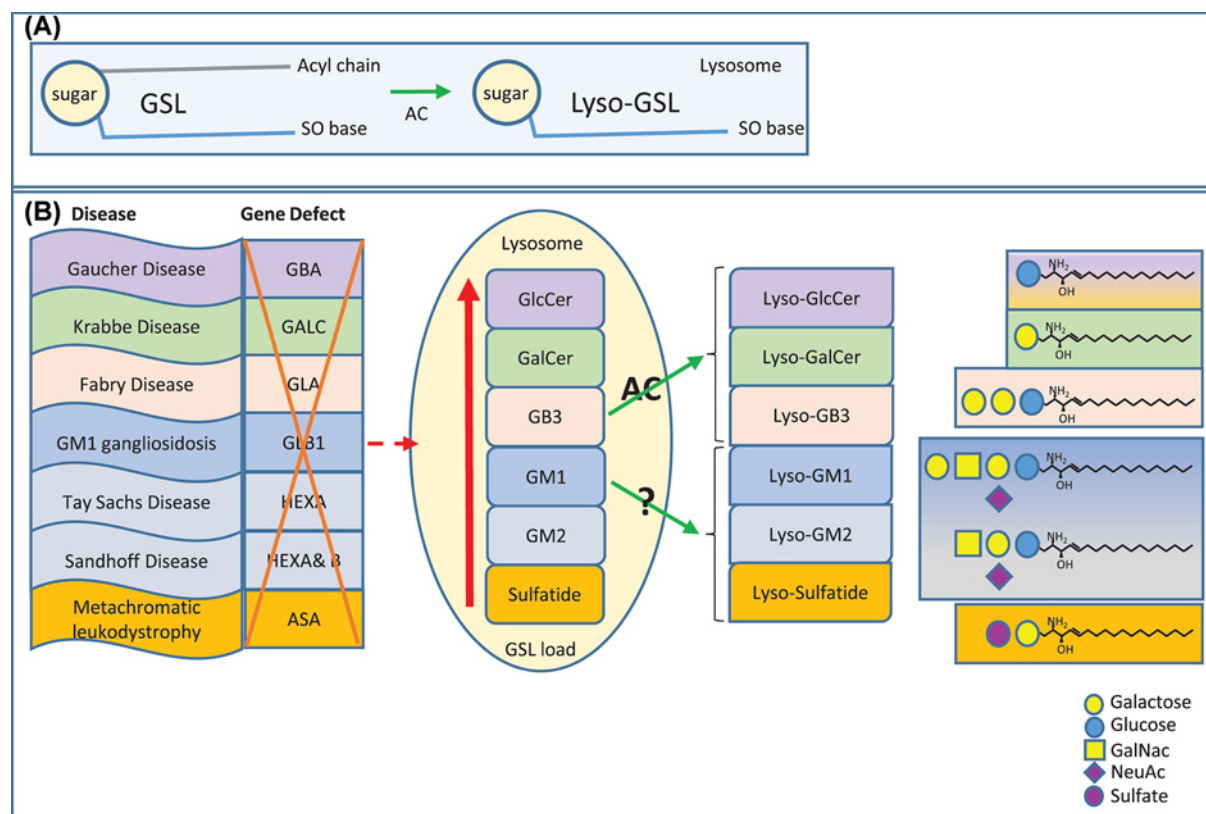 (A)
sugar
Acyl chain
GSL
SO base
AC
sugar
Lysosome
Lyso-GSL
SO base
(B)
Disease
Gene Defect
Gaucher Disease
GBA
Krabbe Disease
GALC
Fabry Disease
GLA
GM1 gangliosidosis
GLB1
Tay Sachs Disease
HEXA
Sandhoff Disease
HEXA& B
Metachromatic
leukodystrophy
ASA
Lysosome
GlcCer
GalCer
GB3
GM1
GM2
Sulfatide
GSL load
AC
?
Lyso-GlcCer
Lyso-GalCer
Lyso-GB3
Lyso-GM1
Lyso-GM2
Lyso-Sulfatide
NH2
OH
NH2
OH
NH2
OH
NH2
OH
NH2
OH
NH2
OH
Galactose
Glucose
GalNac
NeuAc
Sulfate